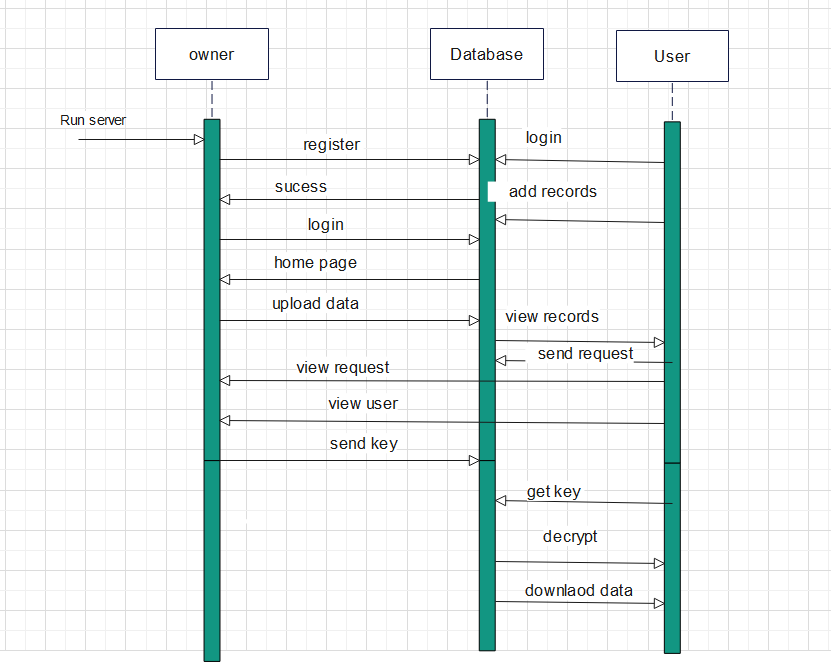 owner
Database
User
Run server
register
login
sucess
add records
login
home page
upload data
view records
send request
view request
view user
send key
get key
decrypt
downlaod data